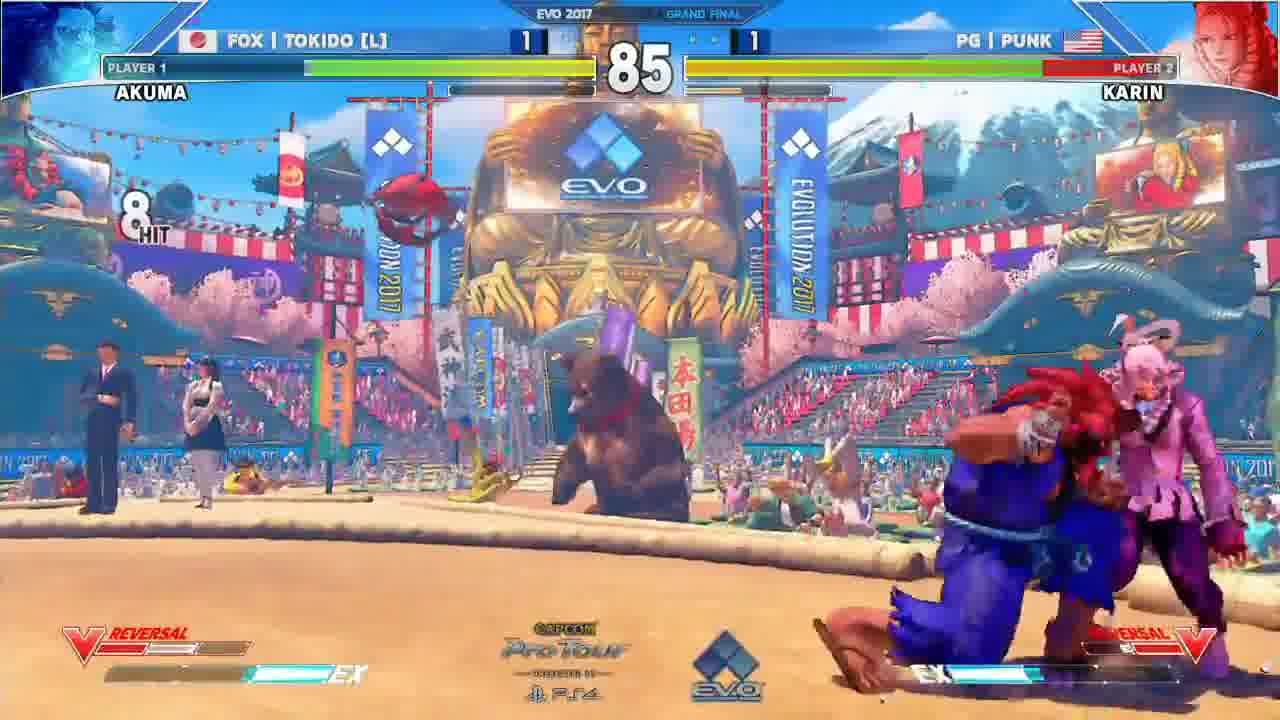 EVO 2017 GRAND FINAL
FOX | TOKIDO [L] 1 85 1 PG | PUNK
PLAYER 1 PLAYER 2
AKUMA KARIN
EVO
EVOLUTION 2017
8 HIT
本田
REVERSAL
EX
EX
CAPCOM
Pro Tour
PS4
EVO